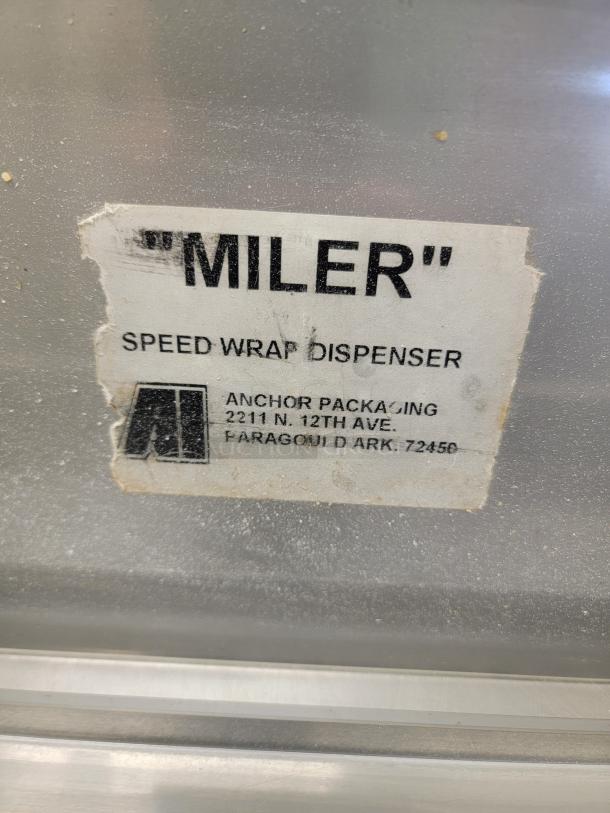 "MILER"
SPEED WRAP DISPENSER
AI
ANCHOR PACKAGING
2211 N. 12TH AVE.
PARAGOULD ARK. 72450